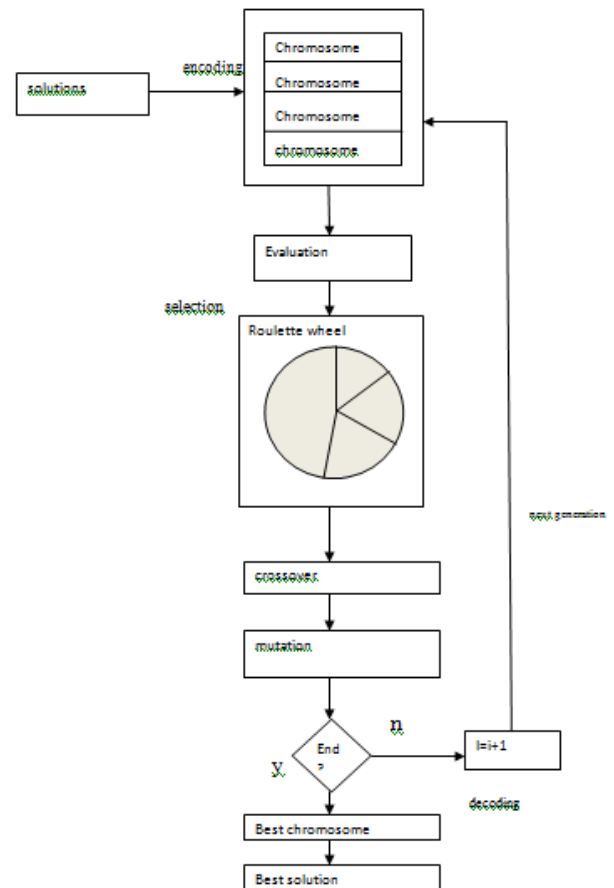 Chromosome
encoding
solutions
Chromosome
Chromosome
chromosome
Evaluation
selection
Roulette wheel
next generation
crossover
mutation
n
End
?
I=i+1
y
decoding
Best chromosome
Best solution